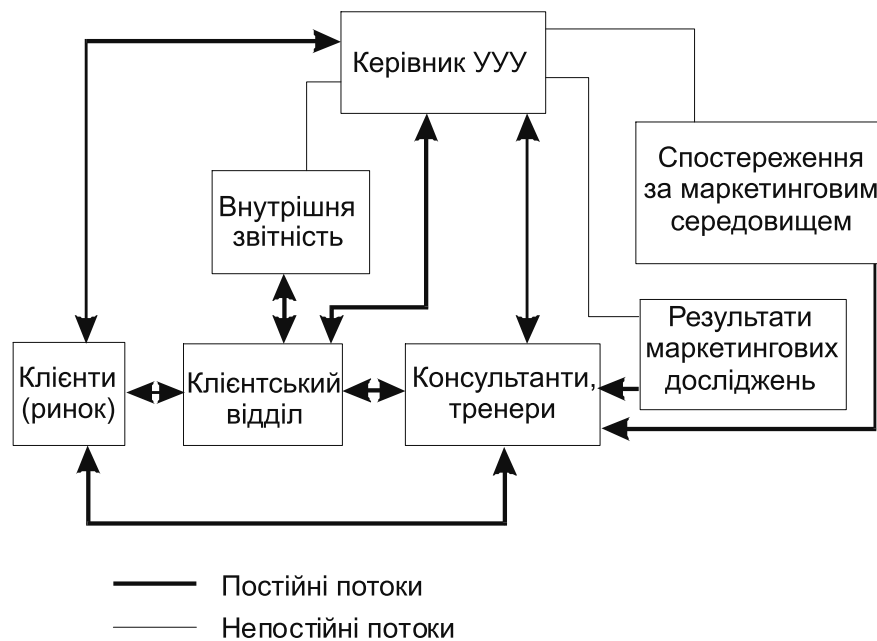 Керівник УУУ
Спостереження
за маркетинговим
середовищем
Внутрішня
звітність
Результати
маркетингових
досліджень
Клієнти
(ринок)
Клієнтський
відділ
Консультанти,
тренери
Постійні потоки
Непостійні потоки